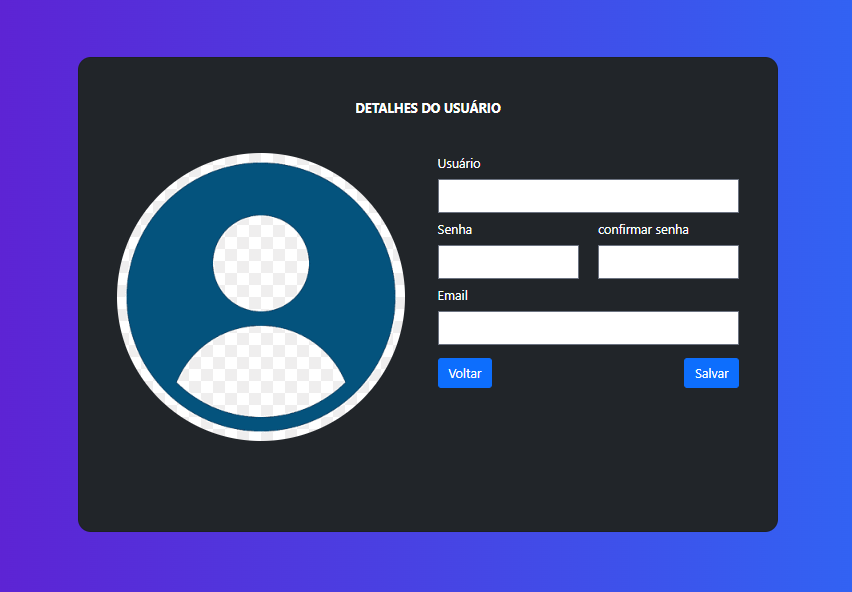 DETALHES DO USUÁRIO
Usuário
Senha confirmar senha
Email
Voltar Salvar